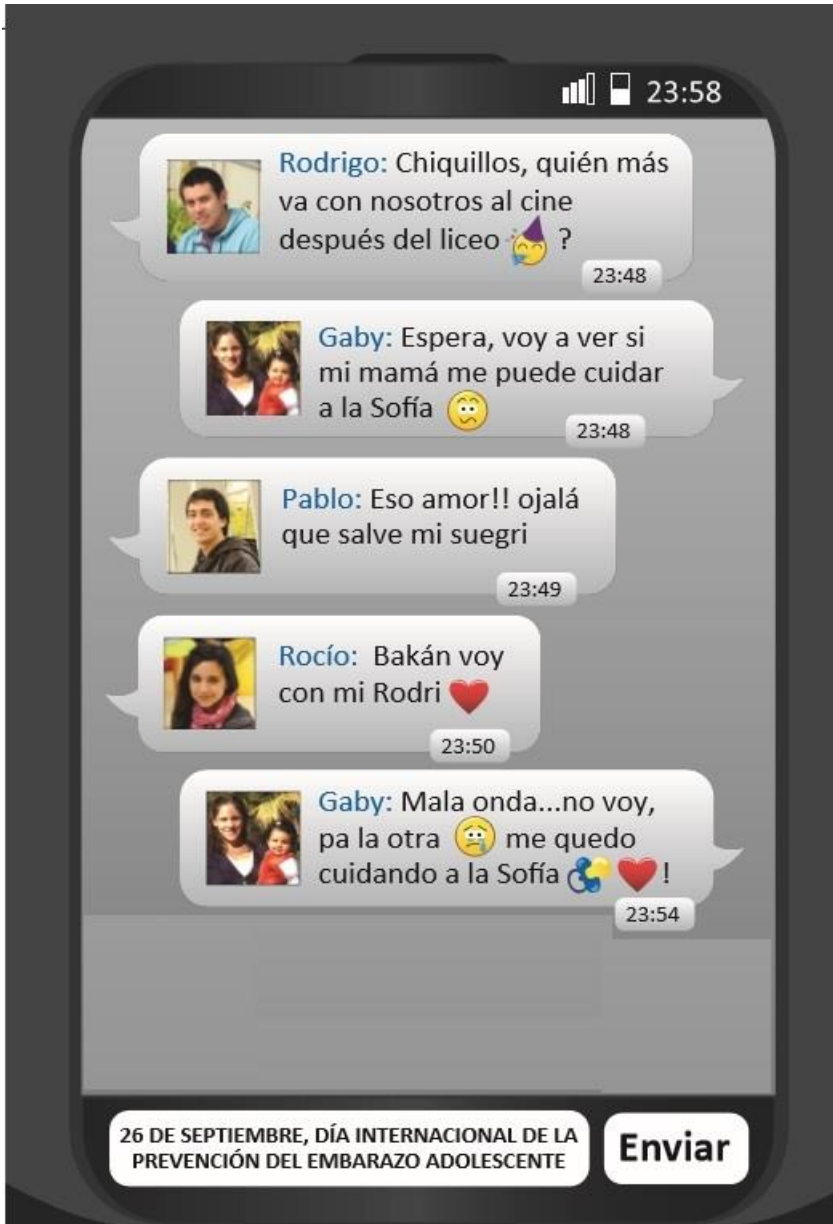 23:58
Rodrigo: Chiquillos, quién más
va con nosotros al cine
después del liceo ?
23:48
Gaby: Espera, voy a ver si
mi mamá me puede cuidar
a la Sofía
23:48
Pablo: Eso amor!! ojalá
que salve mi suegri
23:49
Rocío: Bakán voy
con mi Rodri
23:50
Gaby: Mala onda...no voy,
pa la otra me quedo
cuidando a la Sofía !
23:54
26 DE SEPTIEMBRE, DÍA INTERNACIONAL DE LA
PREVENCIÓN DEL EMBARAZO ADOLESCENTE
Enviar